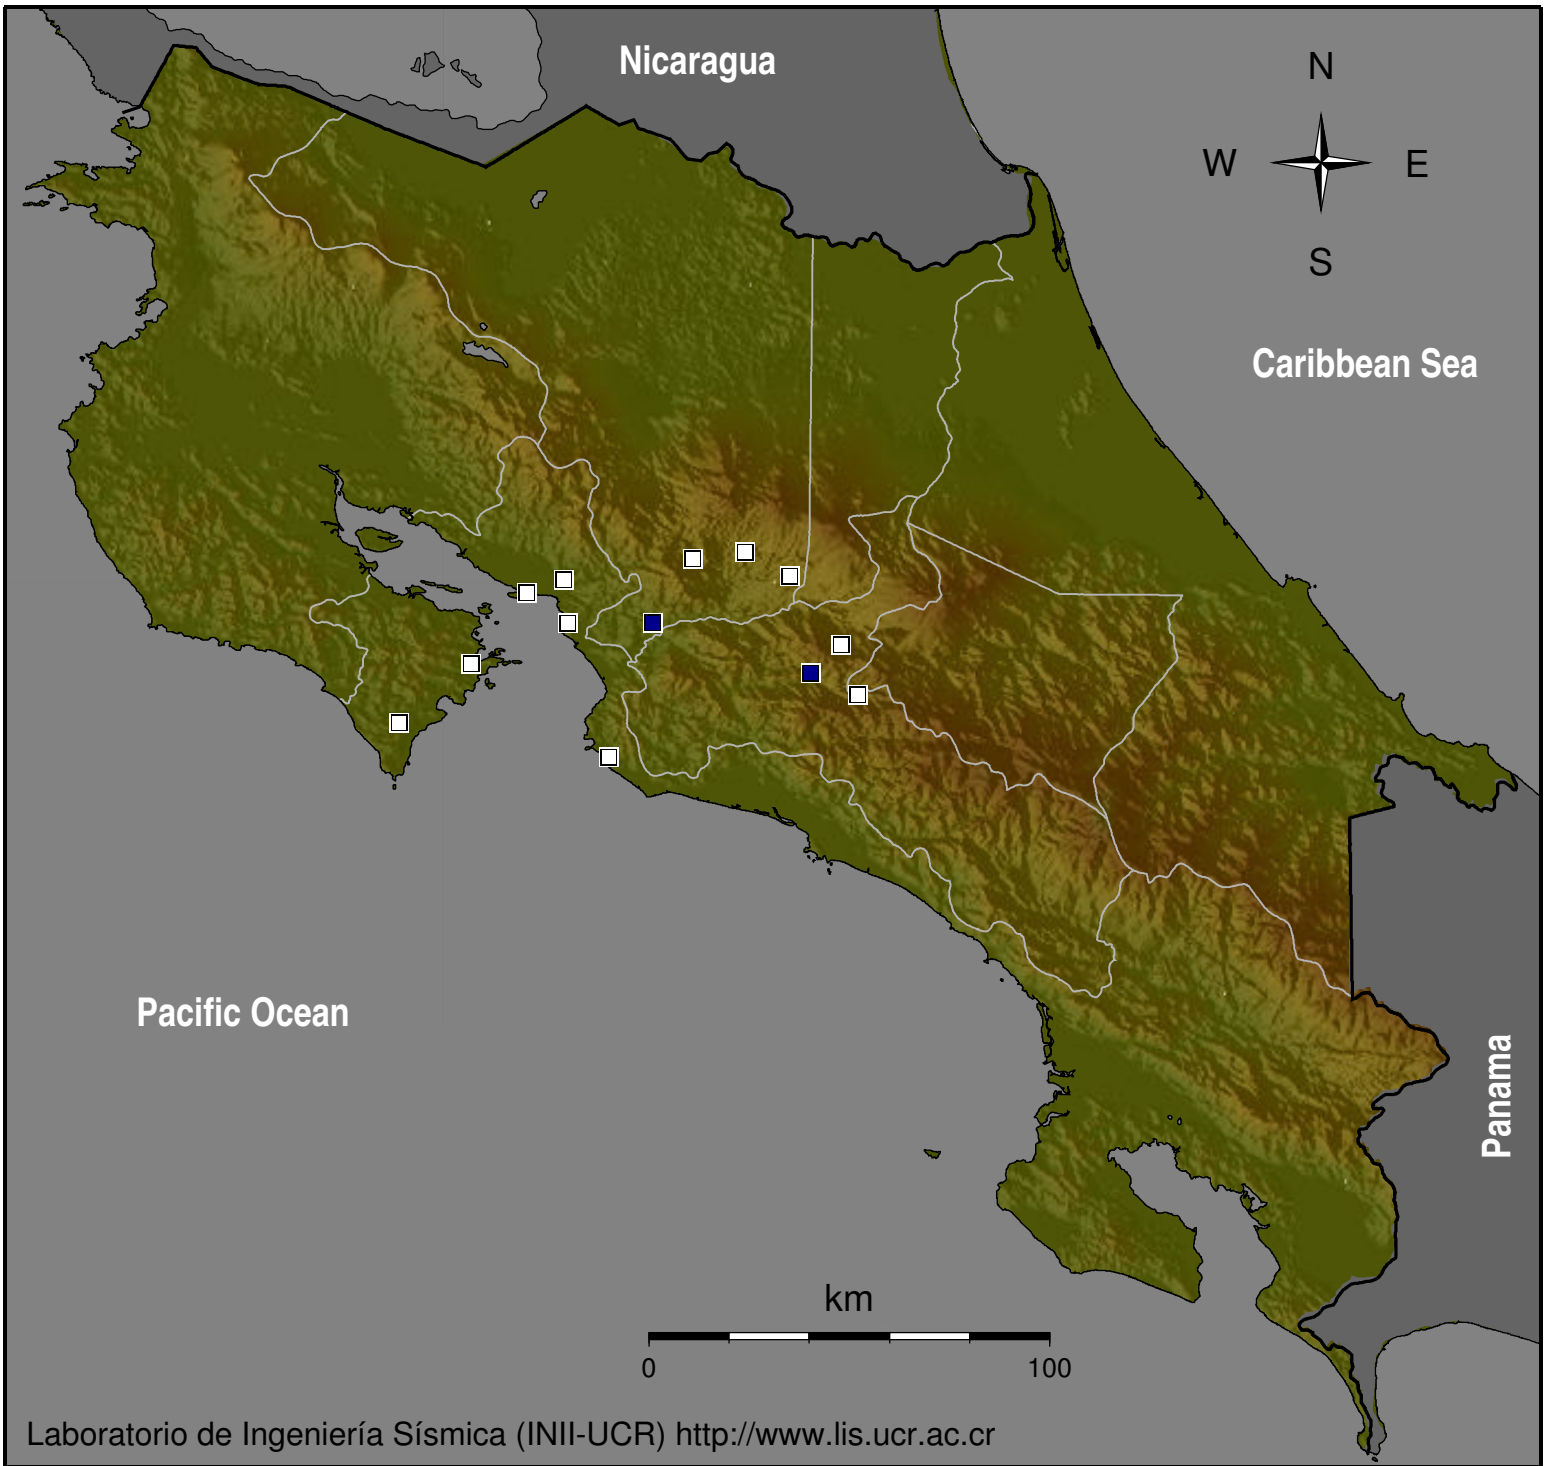 Nicaragua
N
W
E
S
Caribbean Sea
Pacific Ocean
Panama
km
0
100
Laboratorio de Ingeniería Sísmica (INII-UCR) http://www.lis.ucr.ac.cr